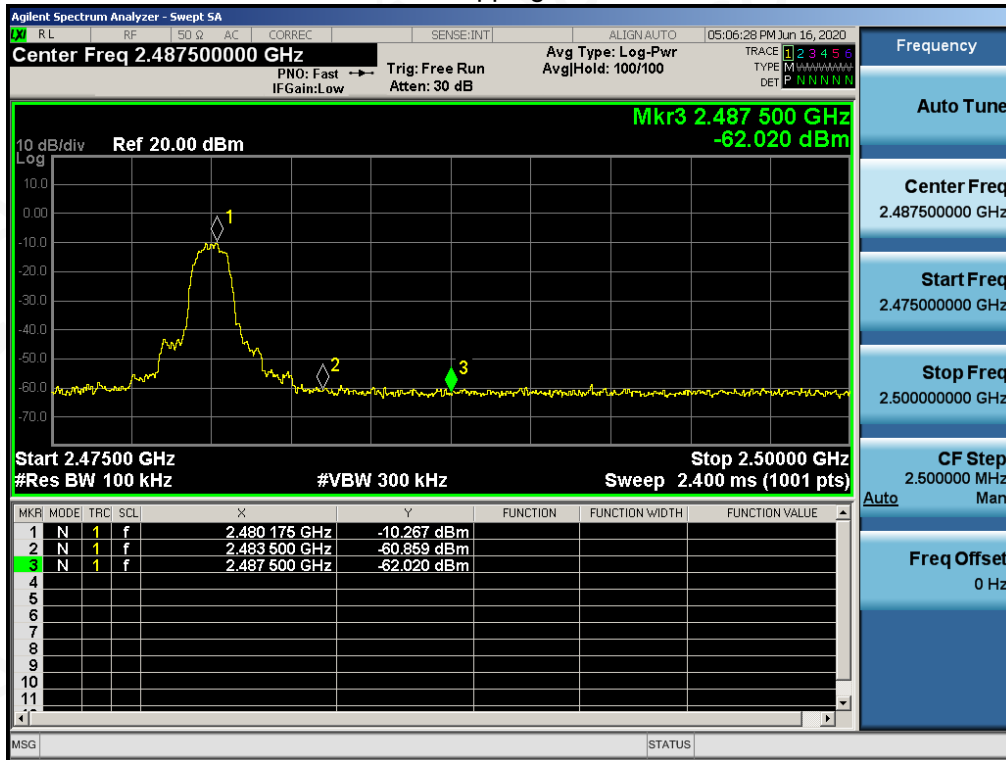 pping
Agilent Spectrum Analyzer - Swept SA
LXI RL RF 50 Ω AC CORREC SENSE:INT ALIGN AUTO 05:06:28 PM Jun 16, 2020
Center Freq 2.487500000 GHz
PNO: Fast
IFGain:Low
Trig: Free Run
Atten: 30 dB
Avg Type: Log-Pwr
Avg|Hold: 100/100
TRACE 1 2 3 4 5 6
TYPE M WWWWW
DET P N N N N N
Mkr3 2.487 500 GHz
-62.020 dBm
10 dB/div Ref 20.00 dBm
Log
10.0
0.00
-10.0
-20.0
-30.0
-40.0
-50.0
-60.0
-70.0
1
2
3
Start 2.47500 GHz Stop 2.50000 GHz
#Res BW 100 kHz #VBW 300 kHz Sweep 2.400 ms (1001 pts)
MKR MODE TRC SCL X Y FUNCTION FUNCTION WIDTH FUNCTION VALUE
1 N 1 f 2.480 175 GHz -10.267 dBm
2 N 1 f 2.483 500 GHz -60.859 dBm
3 N 1 f 2.487 500 GHz -62.020 dBm
4
5
6
7
8
9
10
11
MSG STATUS
Frequency
Auto Tune
Center Freq
2.487500000 GHz
Start Freq
2.475000000 GHz
Stop Freq
2.500000000 GHz
CF Step
2.500000 MHz
Auto Man
Freq Offset
0 Hz